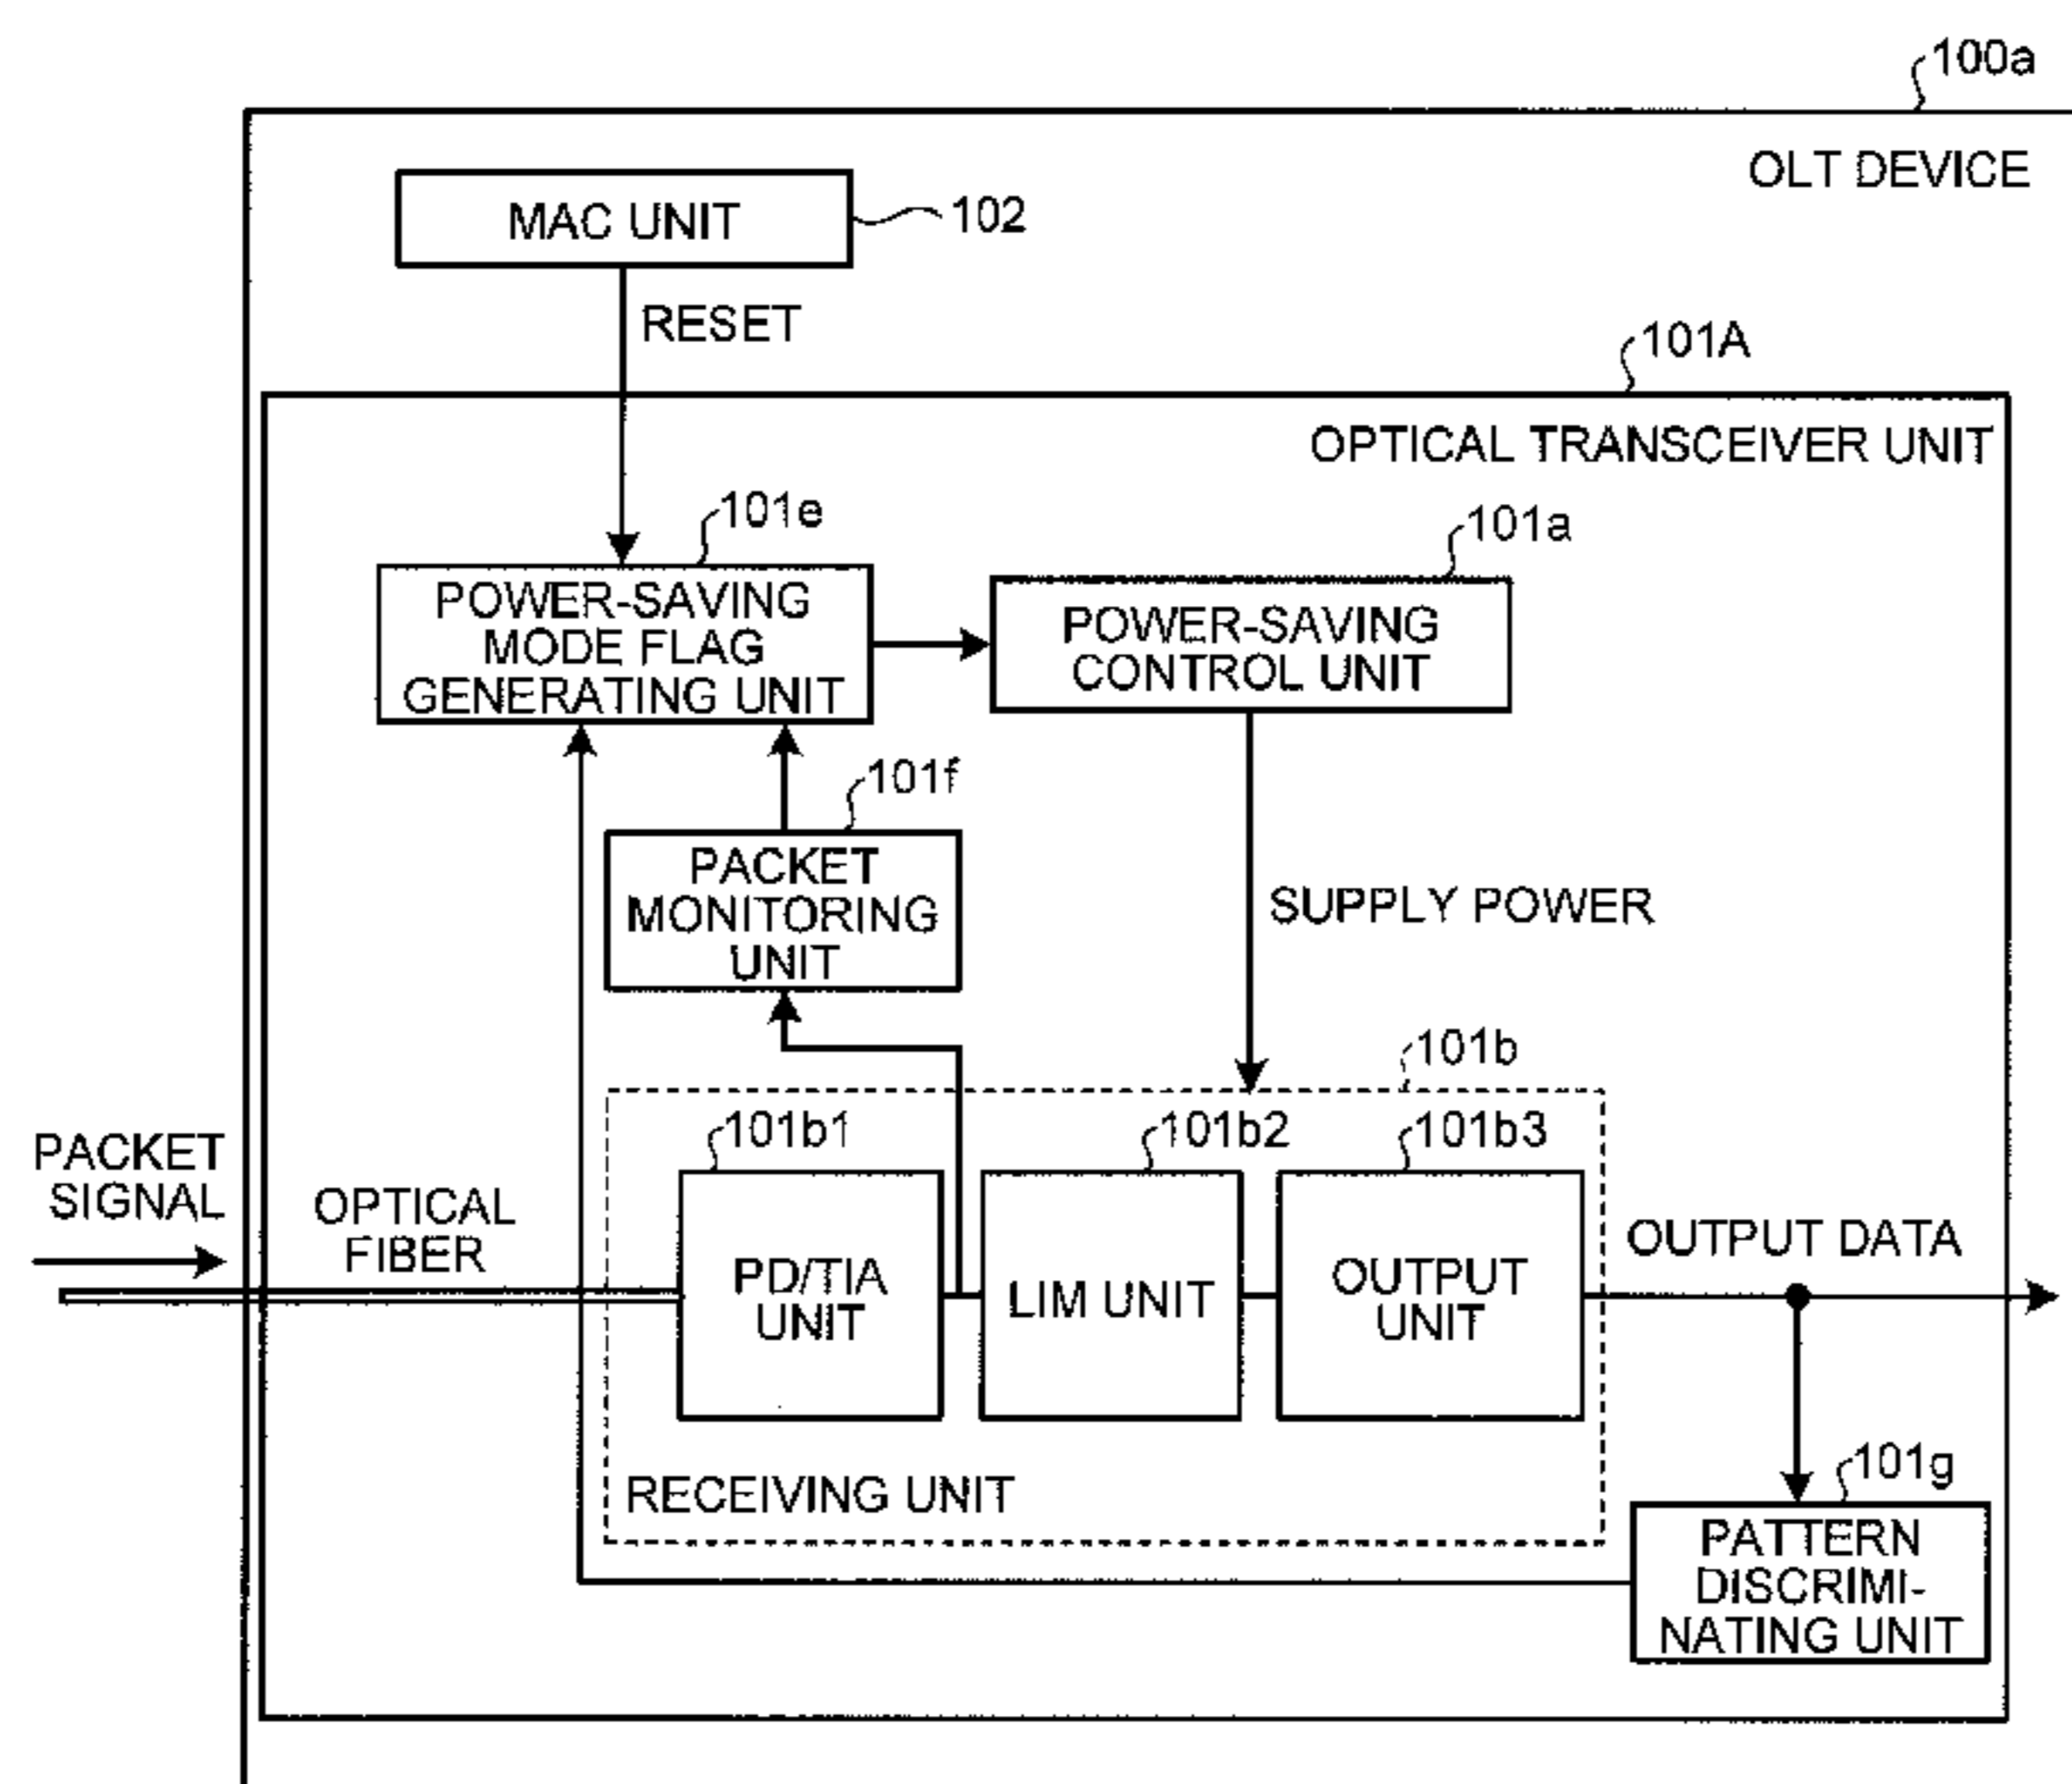 100a
OLT DEVICE
MAC UNIT
102
RESET
101A
OPTICAL TRANSCEIVER UNIT
101e
101a
POWER-SAVING
MODE FLAG
GENERATING UNIT
POWER-SAVING
CONTROL UNIT
101f
PACKET
MONITORING
UNIT
SUPPLY POWER
101b
PACKET
SIGNAL
OPTICAL
FIBER
101b1
101b2
101b3
PD/TIA
UNIT
LIM UNIT
OUTPUT
UNIT
OUTPUT DATA
RECEIVING UNIT
101g
PATTERN
DISCRIMI-
NATING UNIT